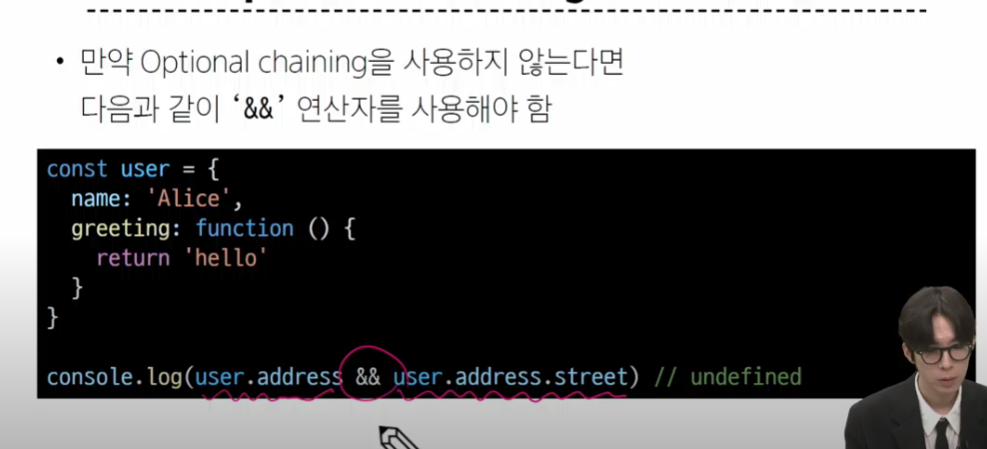 • 만약 Optional chaining을 사용하지 않는다면
다음과 같이 ‘&&’ 연산자를 사용해야 함
const user = {
  name: 'Alice',
  greeting: function () {
    return 'hello'
  }
}
console.log(user.address && user.address.street) // undefined